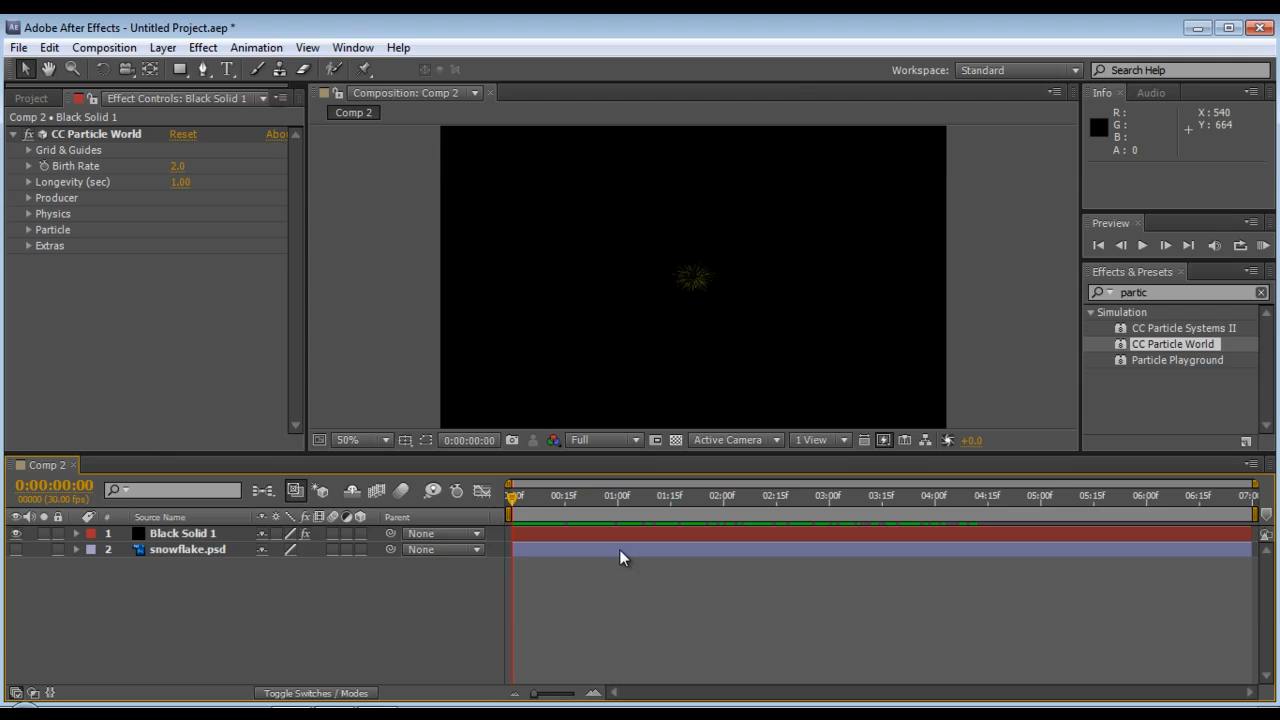 Adobe After Effects - Untitled Project.aep *
File Edit Composition Layer Effect Animation View Window Help
Workspace: Standard Search Help
Project Effect Controls: Black Solid 1 Composition: Comp 2 Info Audio
Comp 2 • Black Solid 1 Comp 2
R: X: 540
G: Y: 664
B:
A: 0
fx CC Particle World Reset Abou
Grid & Guides
Birth Rate 2.0
Longevity (sec) 1.00
Producer
Physics
Particle
Extras
Preview
Effects & Presets
partic
Simulation
CC Particle Systems II
CC Particle World
Particle Playground
50% 0:00:00:00 Full Active Camera 1 View +0.0
Comp 2
0:00:00:00
00000 (30.00 fps)
00:15f 01:00f 01:15f 02:00f 02:15f 03:00f 03:15f 04:00f 04:15f 05:00f 05:15f 06:00f 06:15f 07:0
# Source Name fx Parent
1 Black Solid 1 fx None
2 snowflake.psd None
Toggle Switches / Modes